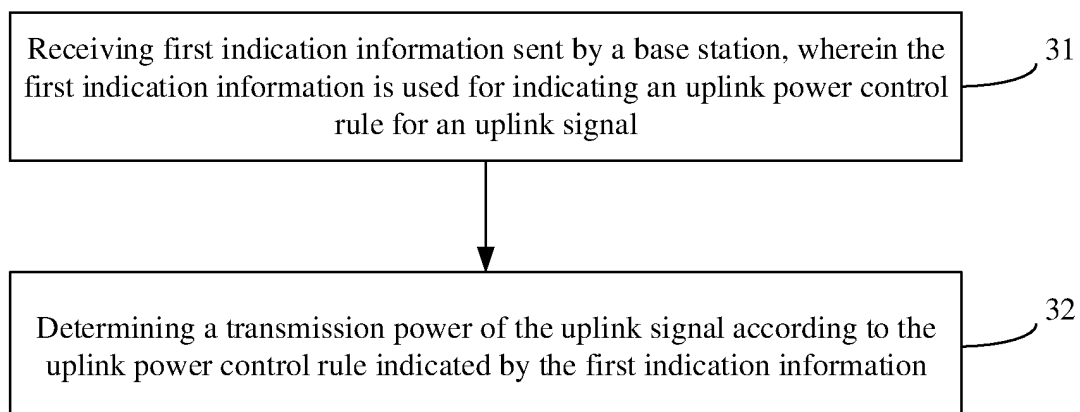 Receiving first indication information sent by a base station, wherein the
first indication information is used for indicating an uplink power control
rule for an uplink signal
31
Determining a transmission power of the uplink signal according to the
uplink power control rule indicated by the first indication information
32